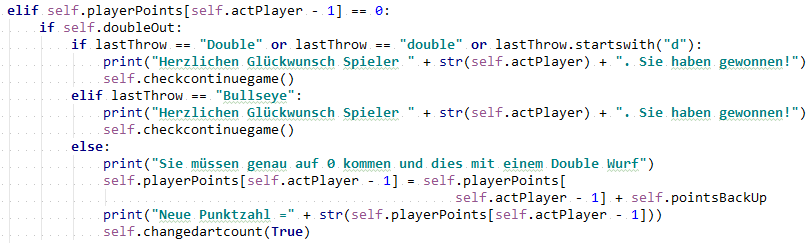 elif self.playerPoints[self.actPlayer - 1] == 0:
    if self.doubleOut:
        if lastThrow == "Double" or lastThrow == "double" or lastThrow.startswith("d"):
            print("Herzlichen Glückwunsch Spieler " + str(self.actPlayer) + ". Sie haben gewonnen!")
            self.checkcontinuegame()
        elif lastThrow == "Bullseye":
            print("Herzlichen Glückwunsch Spieler " + str(self.actPlayer) + ". Sie haben gewonnen!")
            self.checkcontinuegame()
        else:
            print("Sie müssen genau auf 0 kommen und dies mit einem Double Wurf")
            self.playerPoints[self.actPlayer - 1] = self.playerPoints[
                                                        self.actPlayer - 1] + self.pointsBackUp
            print("Neue Punktzahl =" + str(self.playerPoints[self.actPlayer - 1]))
            self.changedartcount(True)